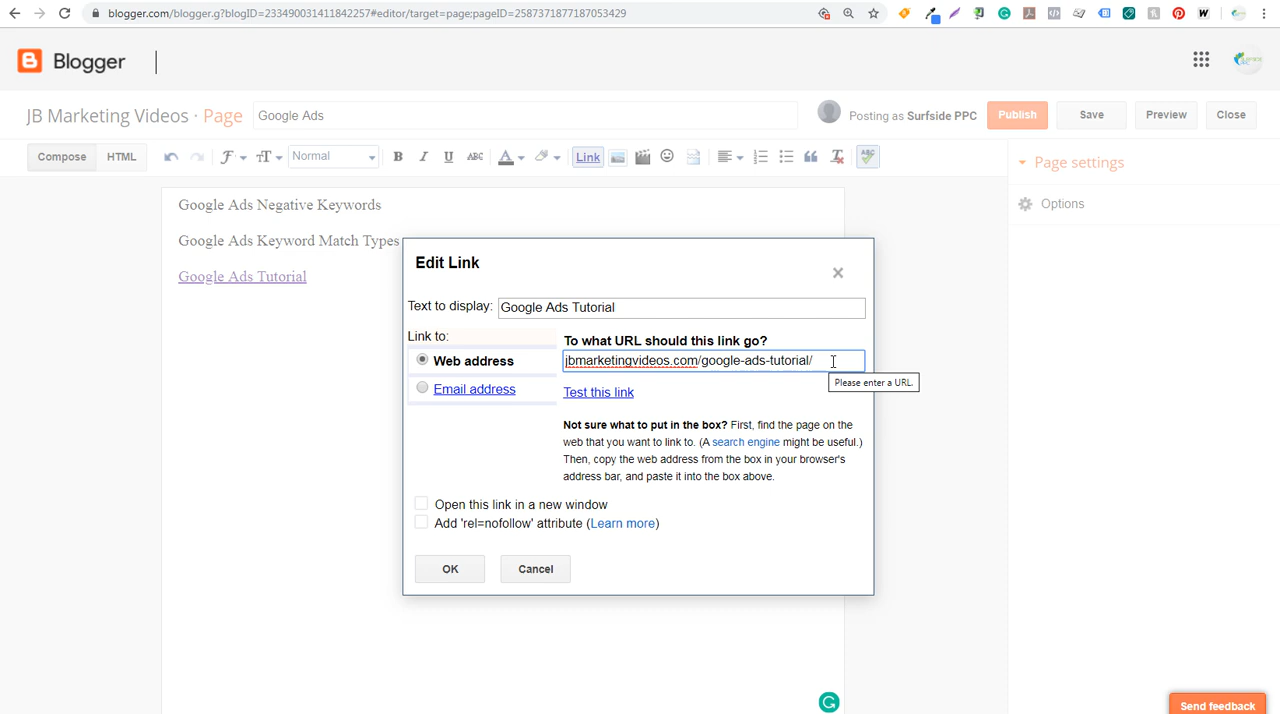 blogger.com/blogger.g?blogID=233490031411842257#editor/target=page;pageID=2587371877187053429
Blogger
JB Marketing Videos · Page
Google Ads
Posting as Surfside PPC
Publish
Save
Preview
Close
Compose
HTML
Normal
B I U ABC A
Link
ABC
Page settings
Options
Google Ads Negative Keywords
Google Ads Keyword Match Types
Google Ads Tutorial
Edit Link
Text to display: Google Ads Tutorial
Link to:
Web address
Email address
To what URL should this link go?
jbmarketingvideos.com/google-ads-tutorial/
Please enter a URL.
Test this link
Not sure what to put in the box? First, find the page on the
web that you want to link to. (A search engine might be useful.)
Then, copy the web address from the box in your browser's
address bar, and paste it into the box above.
Open this link in a new window
Add 'rel=nofollow' attribute (Learn more)
OK
Cancel
Send feedback